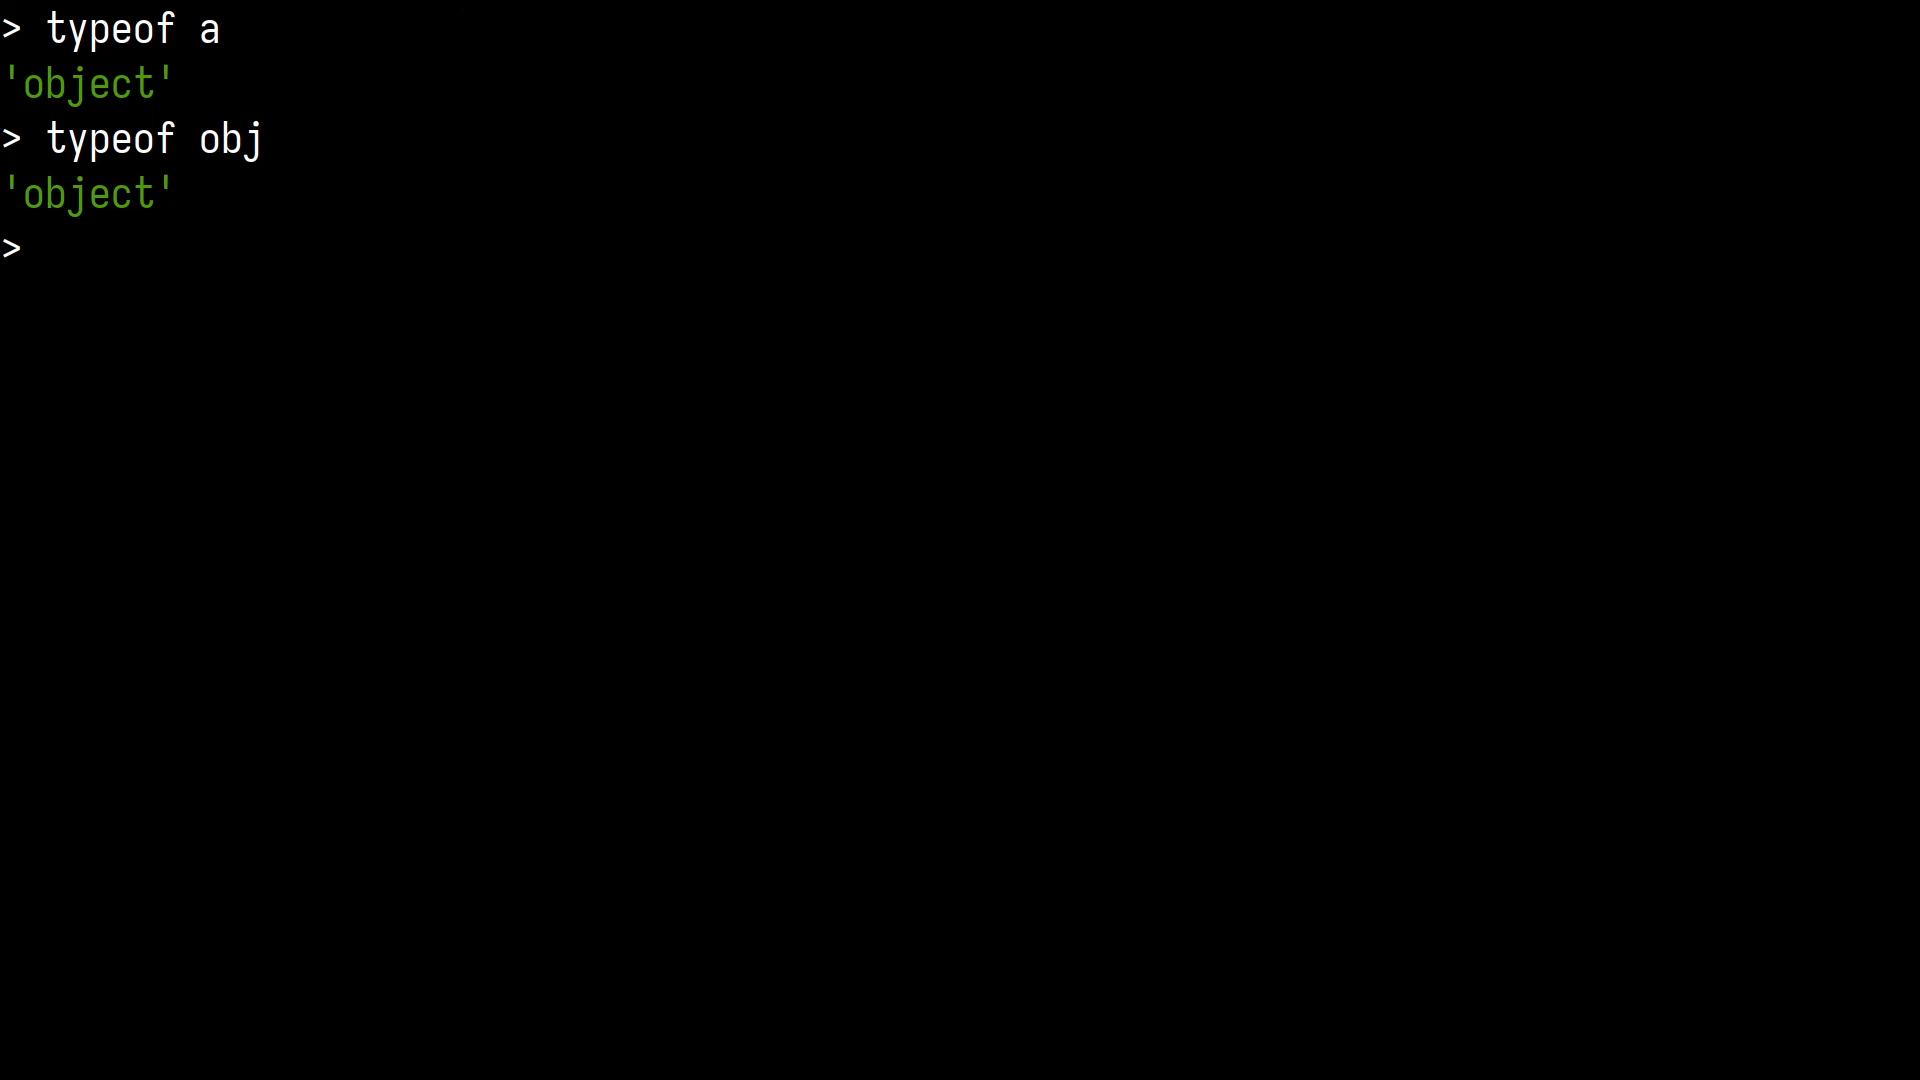 > typeof a
'object'
> typeof obj
'object'
>